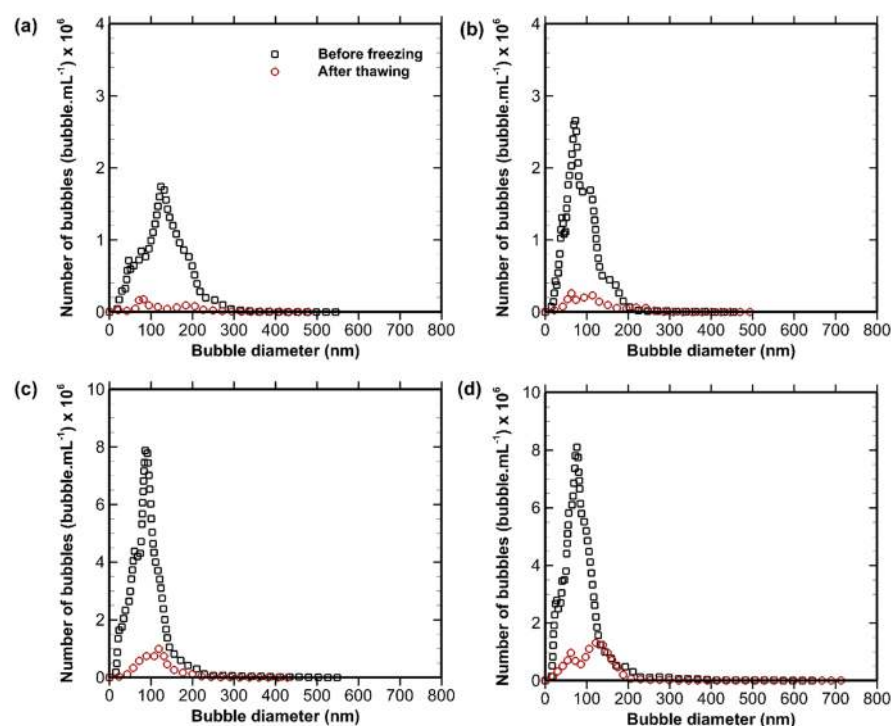 (a)
Number of bubbles (bubble.mL⁻¹) x 10⁶
4
3
2
1
0
Before freezing
After thawing
0 100 200 300 400 500 600 700 800
Bubble diameter (nm)
(b)
Number of bubbles (bubble.mL⁻¹) x 10⁶
4
3
2
1
0
0 100 200 300 400 500 600 700 800
Bubble diameter (nm)
(c)
Number of bubbles (bubble.mL⁻¹) x 10⁶
10
8
6
4
2
0
0 100 200 300 400 500 600 700 800
Bubble diameter (nm)
(d)
Number of bubbles (bubble.mL⁻¹) x 10⁶
10
8
6
4
2
0
0 100 200 300 400 500 600 700 800
Bubble diameter (nm)